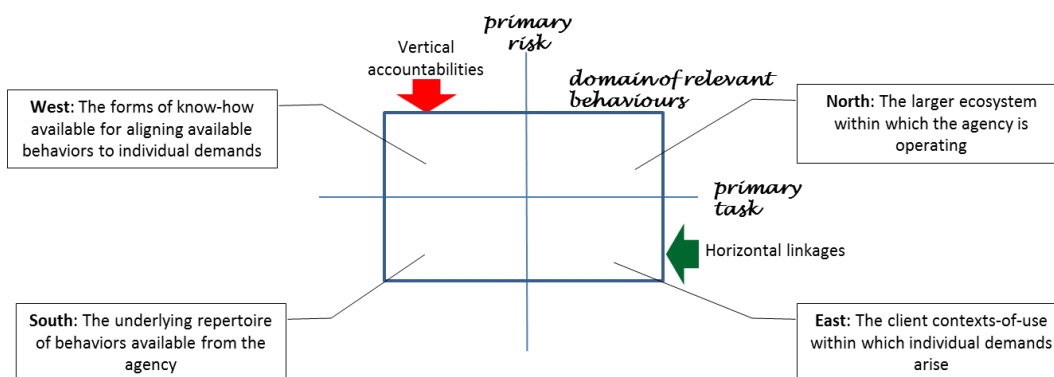 primary
risk
Vertical
accountabilities
domain of relevant
behaviours
West: The forms of know-how
available for aligning available
behaviors to individual demands
North: The larger ecosystem
within which the agency is
operating
primary
task
Horizontal linkages
South: The underlying repertoire
of behaviors available from the
agency
East: The client contexts-of-use
within which individual demands
arise